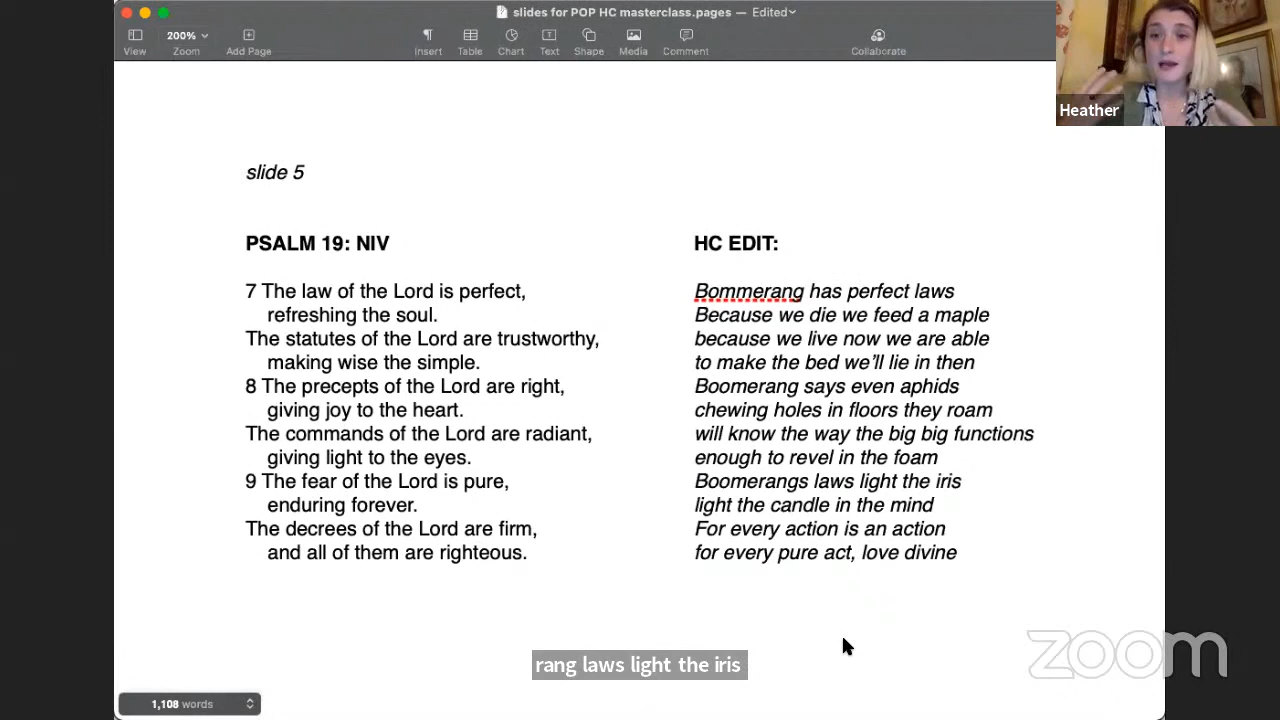 slides for POP HC masterclass.pages — Edited
200%
View
Zoom
Add Page
Insert
Table
Chart
Text
Shape
Media
Comment
Collaborate
Heather
slide 5
PSALM 19: NIV
7 The law of the Lord is perfect,
refreshing the soul.
The statutes of the Lord are trustworthy,
making wise the simple.
8 The precepts of the Lord are right,
giving joy to the heart.
The commands of the Lord are radiant,
giving light to the eyes.
9 The fear of the Lord is pure,
enduring forever.
The decrees of the Lord are firm,
and all of them are righteous.
HC EDIT:
Bommerang has perfect laws
Because we die we feed a maple
because we live now we are able
to make the bed we'll lie in then
Boomerang says even aphids
chewing holes in floors they roam
will know the way the big big functions
enough to revel in the foam
Boomerangs laws light the iris
light the candle in the mind
For every action is an action
for every pure act, love divine
rang laws light the iris
zoom
1,108 words